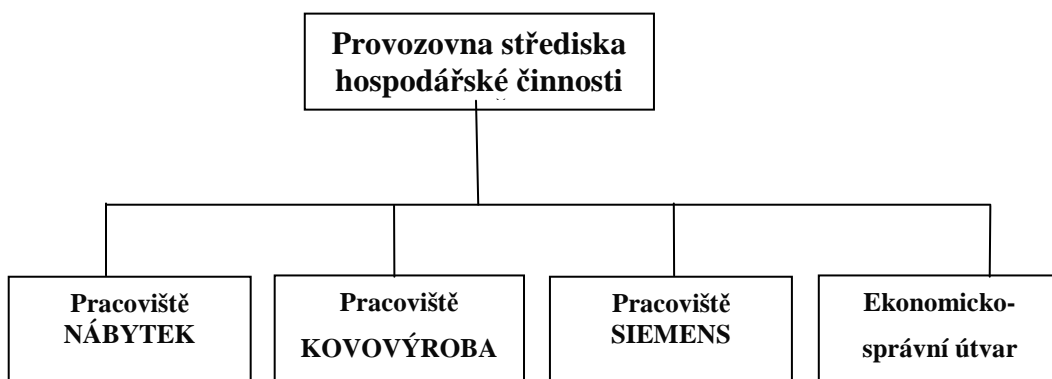 Provozovna střediska
hospodářské činnosti
Pracoviště
NÁBYTEK
Pracoviště
KOVOVÝROBA
Pracoviště
SIEMENS
Ekonomicko-
správní útvar